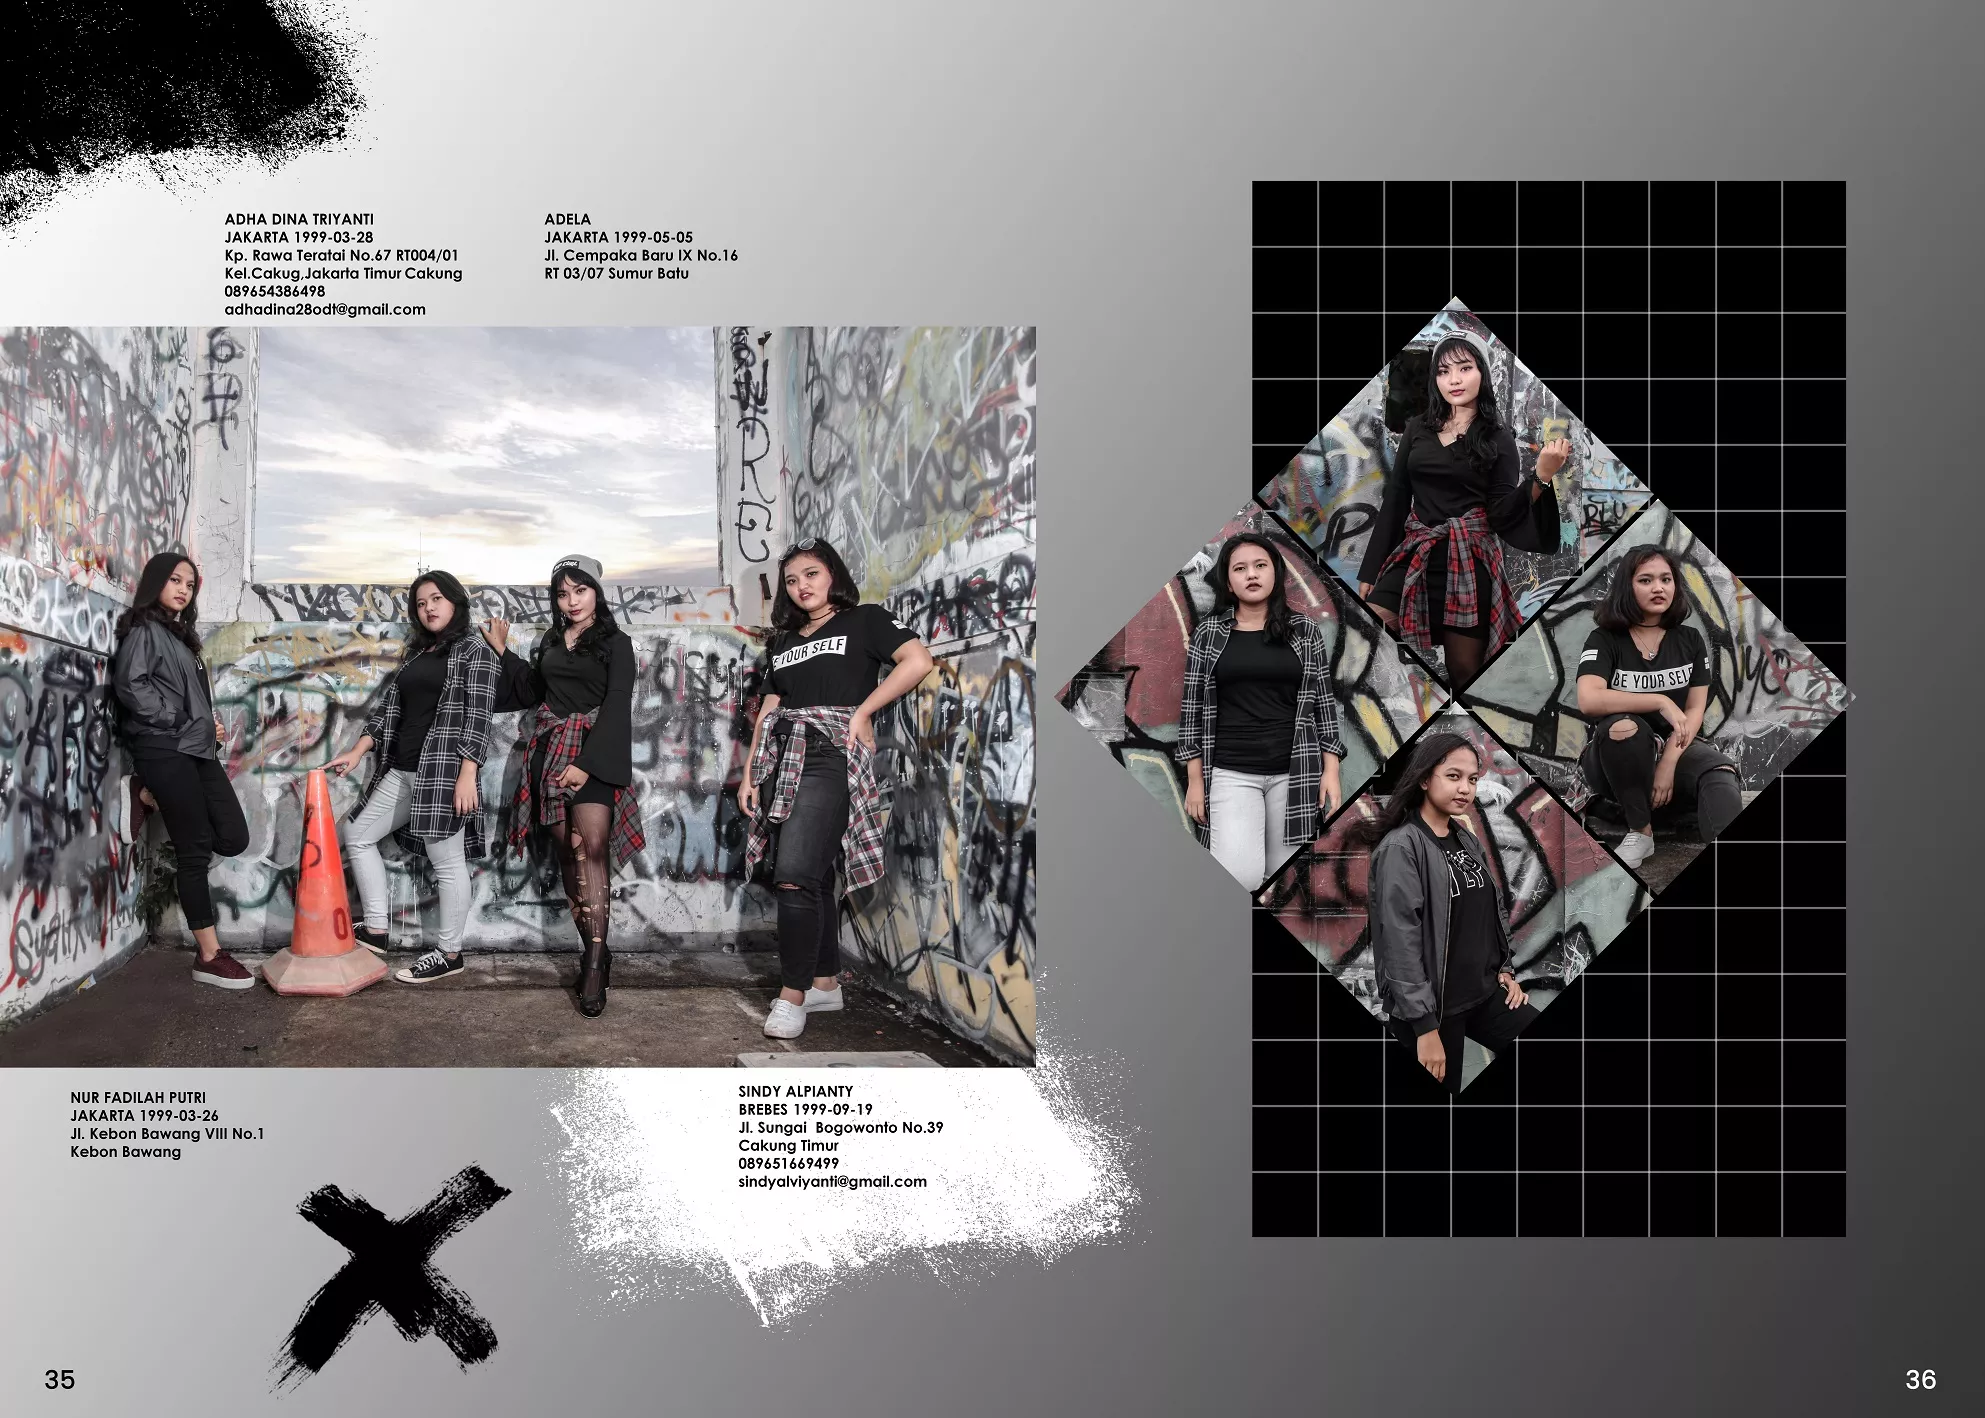 ADHA DINA TRIYANTI
JAKARTA 1999-03-28
Kp. Rawa Teratai No.67 RT004/01
Kel.Cakug,Jakarta Timur Cakung
089654386498
adhadina28odt@gmail.com
ADELA
JAKARTA 1999-05-05
Jl. Cempaka Baru IX No.16
RT 03/07 Sumur Batu
E YOUR SELF
BE YOUR SELF
NUR FADILAH PUTRI
JAKARTA 1999-03-26
Jl. Kebon Bawang VIII No.1
Kebon Bawang
SINDY ALPIANTY
BREBES 1999-09-19
Jl. Sungai  Bogowonto No.39
Cakung Timur
089651669499
sindyalviyanti@gmail.com
35
36